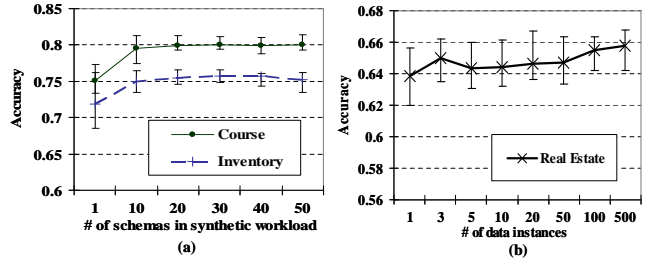 0.85
0.8
0.75
0.7
0.65
0.6
Accuracy
Course
Inventory
1 10 20 30 40 50
# of schemas in synthetic workload
(a)
0.68
0.66
0.64
0.62
0.6
0.58
0.56
Accuracy
Real Estate
1 3 5 10 20 50 100 500
# of data instances
(b)